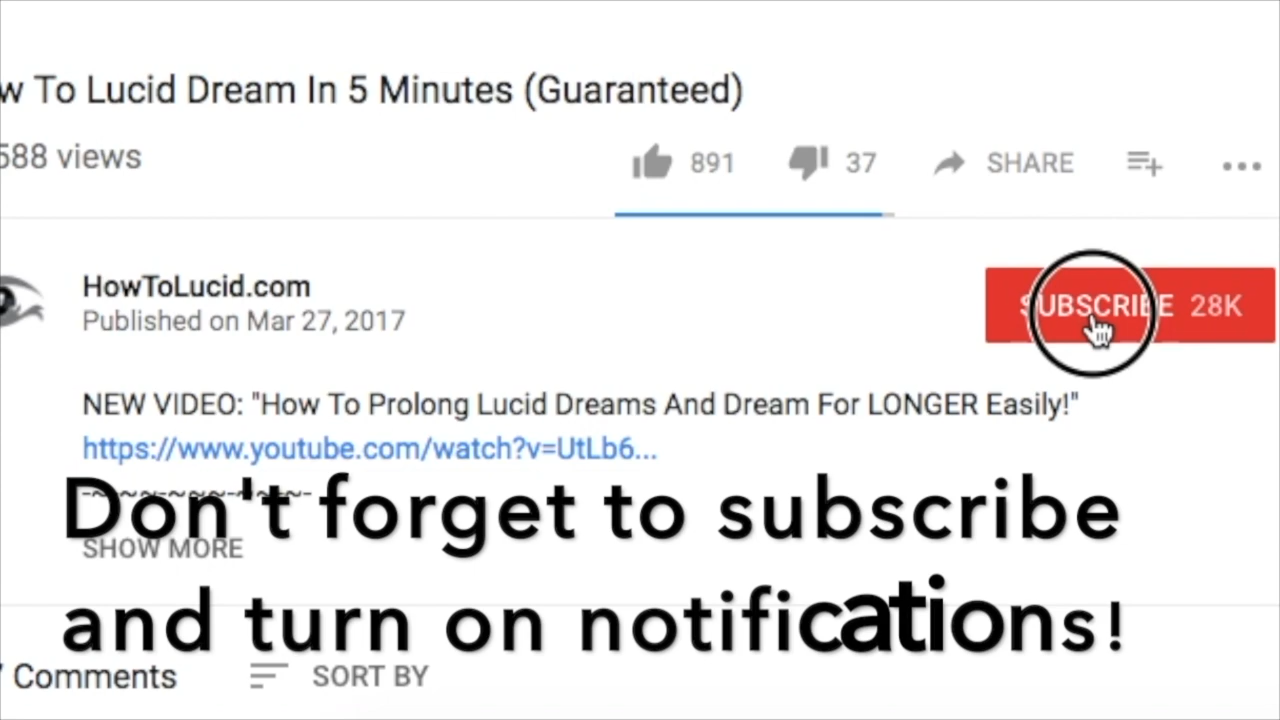 w To Lucid Dream In 5 Minutes (Guaranteed)
588 views
891 37 SHARE
HowToLucid.com
SUBSCRIBE 28K
Published on Mar 27, 2017
NEW VIDEO: "How To Prolong Lucid Dreams And Dream For LONGER Easily!"
https://www.youtube.com/watch?v=UtLb6...
Don't forget to subscribe
SHOW MORE
and turn on notifications!
Comments SORT BY